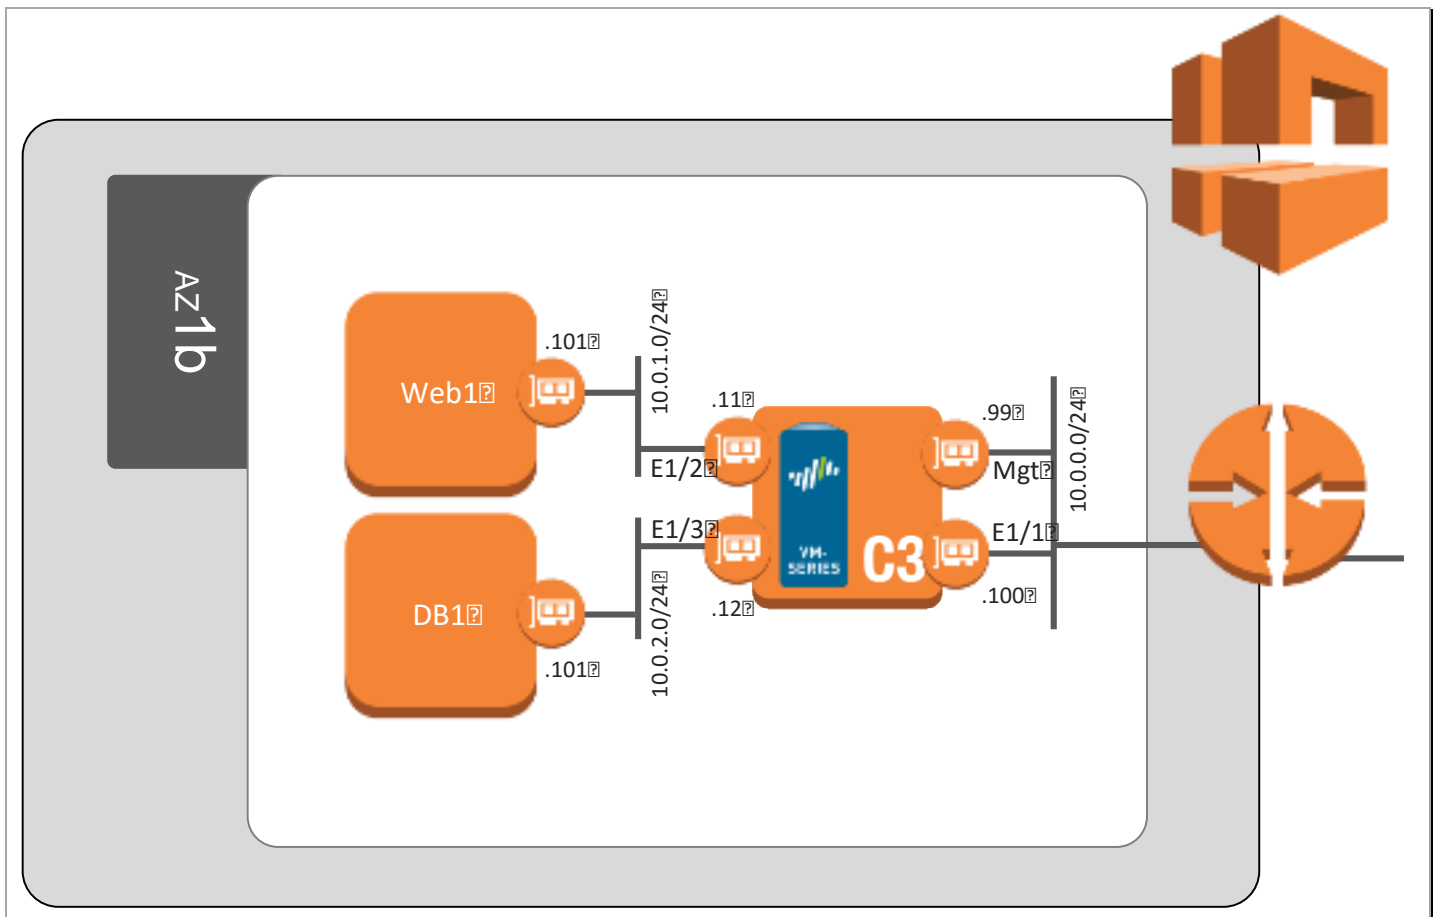 AZ1b
.101⍰
10.0.1.0/24⍰
Web1⍰
.11⍰
E1/2⍰
.99⍰
Mgt⍰
10.0.0.0/24⍰
E1/3⍰
E1/1⍰
VM-
SERIES
C3
.12⍰
.100⍰
DB1⍰
10.0.2.0/24⍰
.101⍰